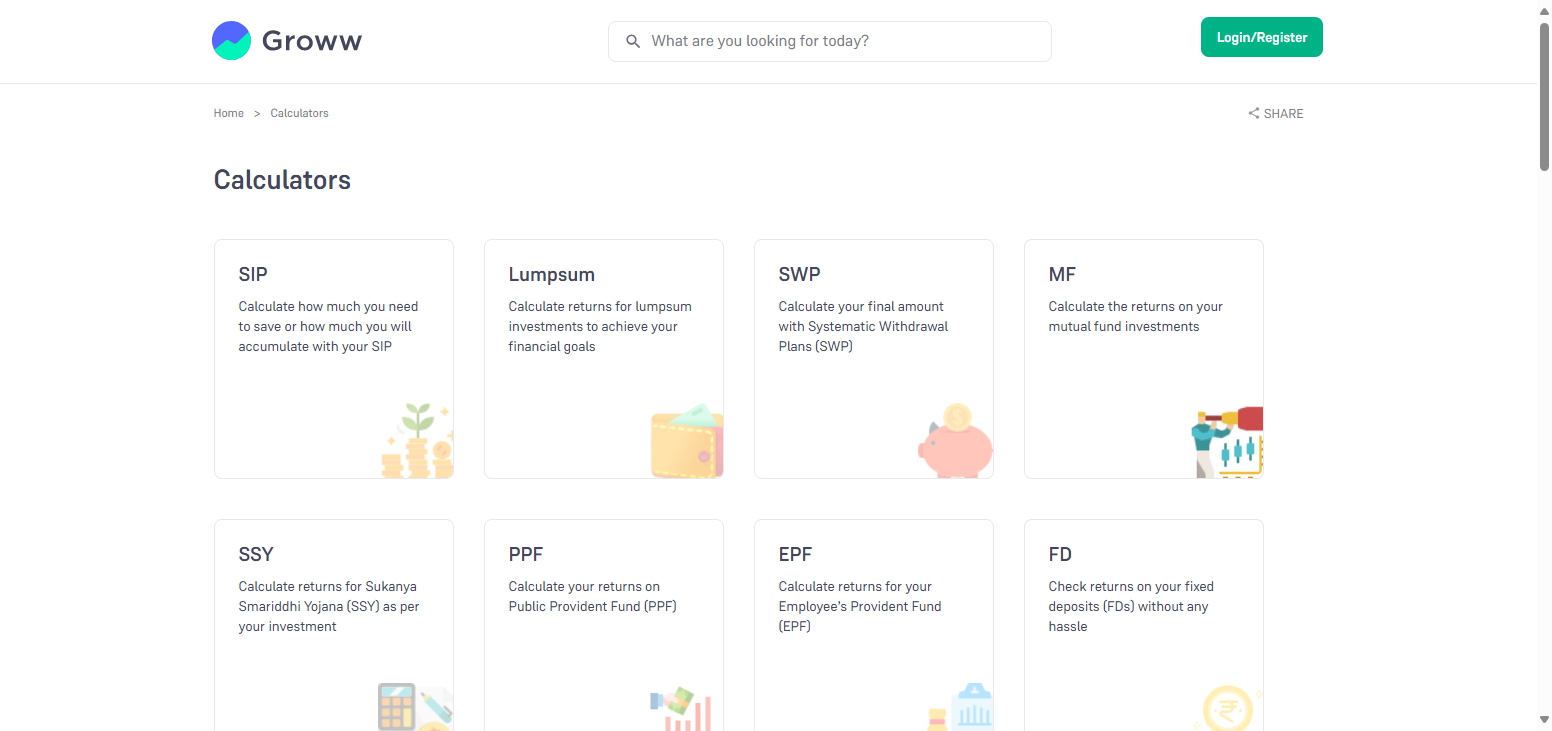 Groww
What are you looking for today?
Login/Register
Home > Calculators
SHARE
Calculators
SIP
Calculate how much you need
to save or how much you will
accumulate with your SIP
Lumpsum
Calculate returns for lumpsum
investments to achieve your
financial goals
SWP
Calculate your final amount
with Systematic Withdrawal
Plans (SWP)
MF
Calculate the returns on your
mutual fund investments
SSY
Calculate returns for Sukanya
Smariddhi Yojana (SSY) as per
your investment
PPF
Calculate your returns on
Public Provident Fund (PPF)
EPF
Calculate returns for your
Employee's Provident Fund
(EPF)
FD
Check returns on your fixed
deposits (FDs) without any
hassle